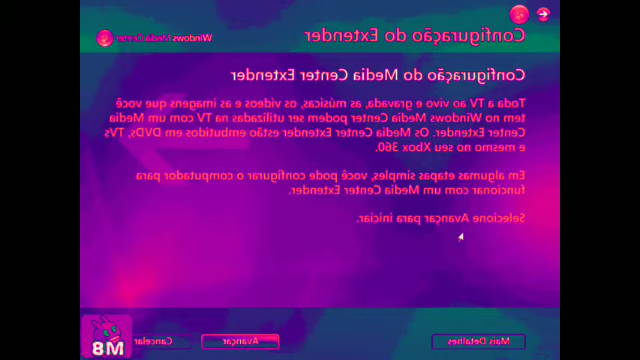 Configuração do Extender
Windows Media Center
Configuração do Media Center Extender
Toda a TV ao vivo e gravada, as músicas, os vídeos e as imagens que você
tem no Windows Media Center podem ser utilizadas na TV com um Media
Center Extender. Os Media Center Extender estão embutidos em DVDs, TVs
e mesmo no seu Xbox 360.
Em algumas etapas simples, você pode configurar o computador para
funcionar com um Media Center Extender.
Selecione Avançar para iniciar.
Mais Detalhes
Avançar
Cancelar
M8